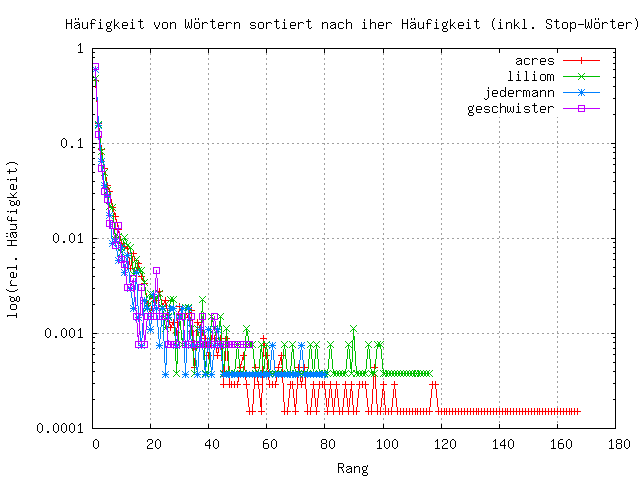 Häufigkeit von Wörtern sortiert nach iher Häufigkeit (inkl. Stop-Wörter)
log(rel. Häufigkeit)
1
0.1
0.01
0.001
0.0001
acres
liliom
jedermann
geschwister
0 20 40 60 80 100 120 140 160 180
Rang